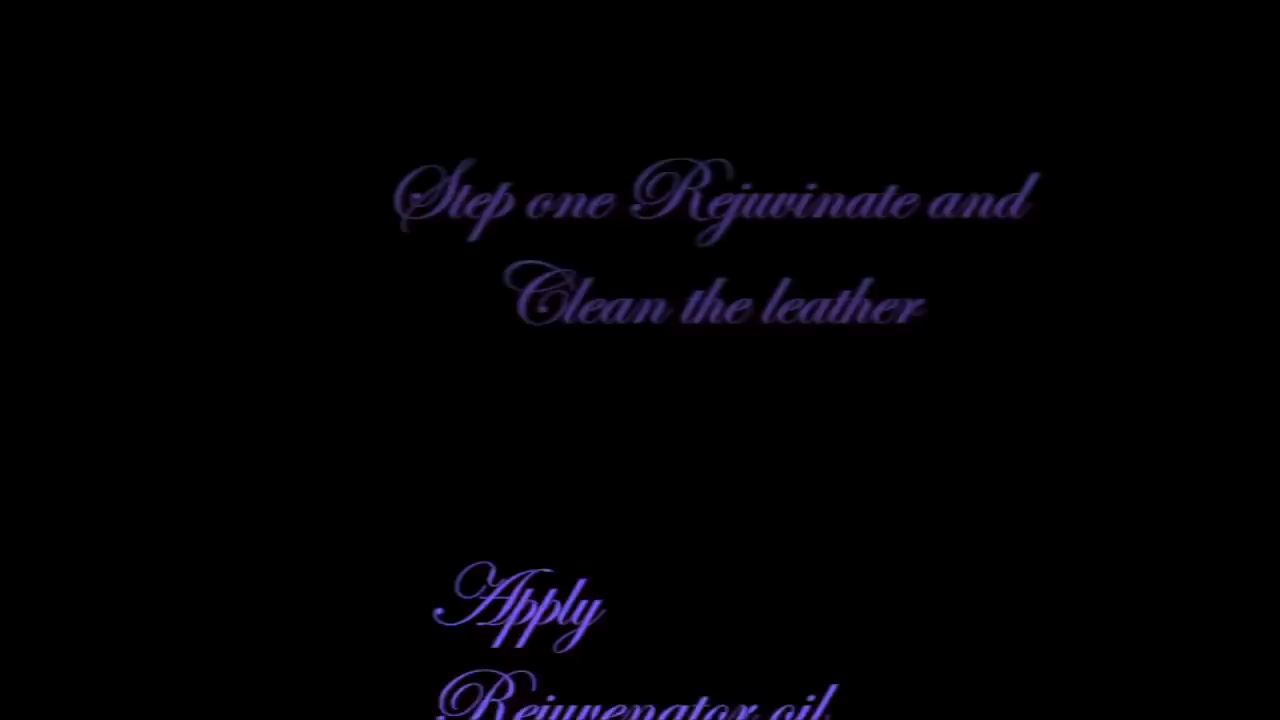 Step one Rejuvinate and
Clean the leather
Apply
Rejuvenator oil